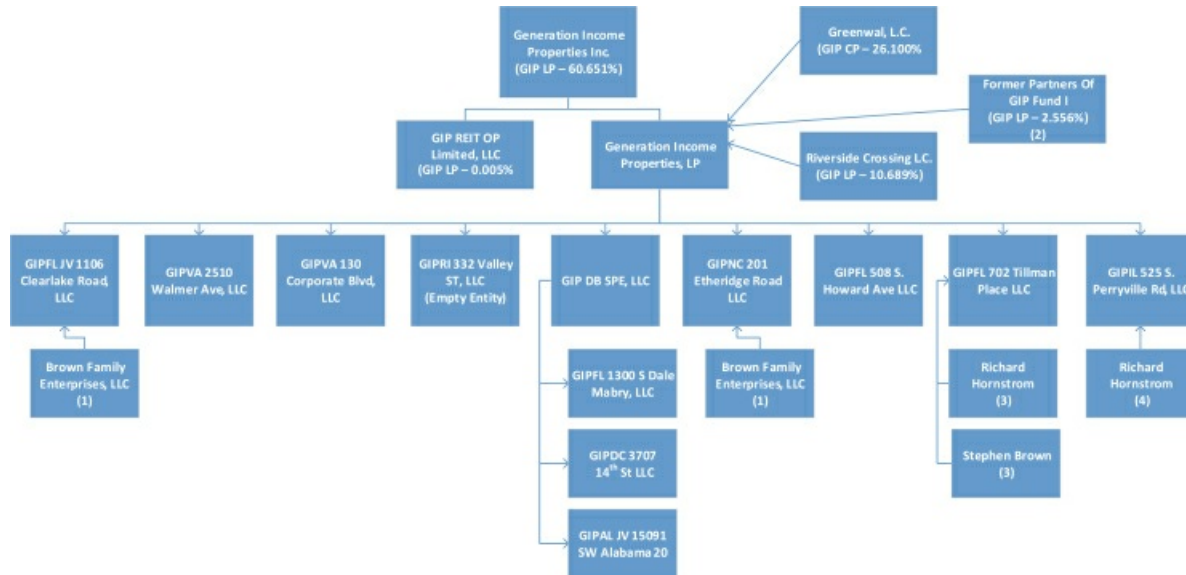 Generation Income
Properties Inc.
(GIP LP – 60.651%)
Greenwal, L.C.
(GIP CP – 26.100%
Former Partners Of
GIP Fund I
(GIP LP – 2.556%)
(2)
GIP REIT OP
Limited, LLC
(GIP LP – 0.005%
Generation Income
Properties, LP
Riverside Crossing LC.
(GIP LP – 10.689%)
GIPFL JV 1106
Clearlake Road,
LLC
GIPVA 2510
Walmer Ave, LLC
GIPVA 130
Corporate Blvd,
LLC
GIPRI 332 Valley
ST, LLC
(Empty Entity)
GIP DB SPE, LLC
GIPNC 201
Etheridge Road
LLC
GIPFL 508 S.
Howard Ave LLC
GIPFL 702 Tillman
Place LLC
GIPIL 525 S.
Perryville Rd, LLC
Brown Family
Enterprises, LLC
(1)
GIPFL 1300 S Dale
Mabry, LLC
Brown Family
Enterprises, LLC
(1)
Richard
Hornstrom
(3)
Richard
Hornstrom
(4)
GIPDC 3707
14th St LLC
Stephen Brown
(3)
GIPAL JV 15091
SW Alabama 20